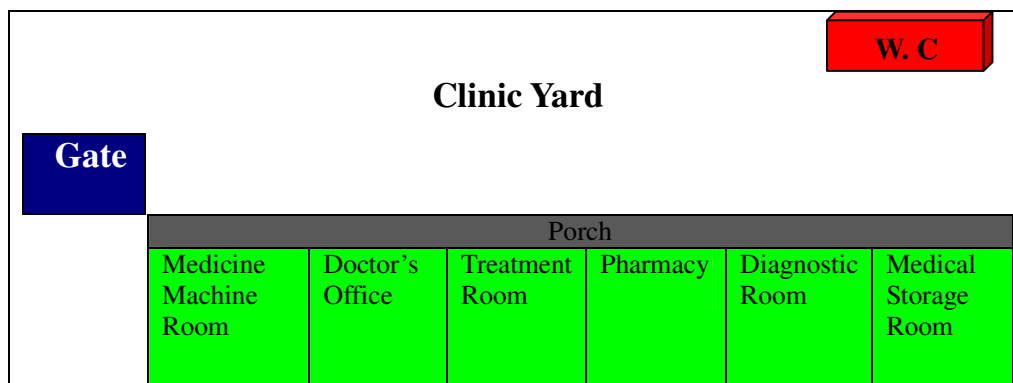 W. C
Clinic Yard
Gate
Porch
Medicine
Machine
Room
Doctor's
Office
Treatment
Room
Pharmacy
Diagnostic
Room
Medical
Storage
Room